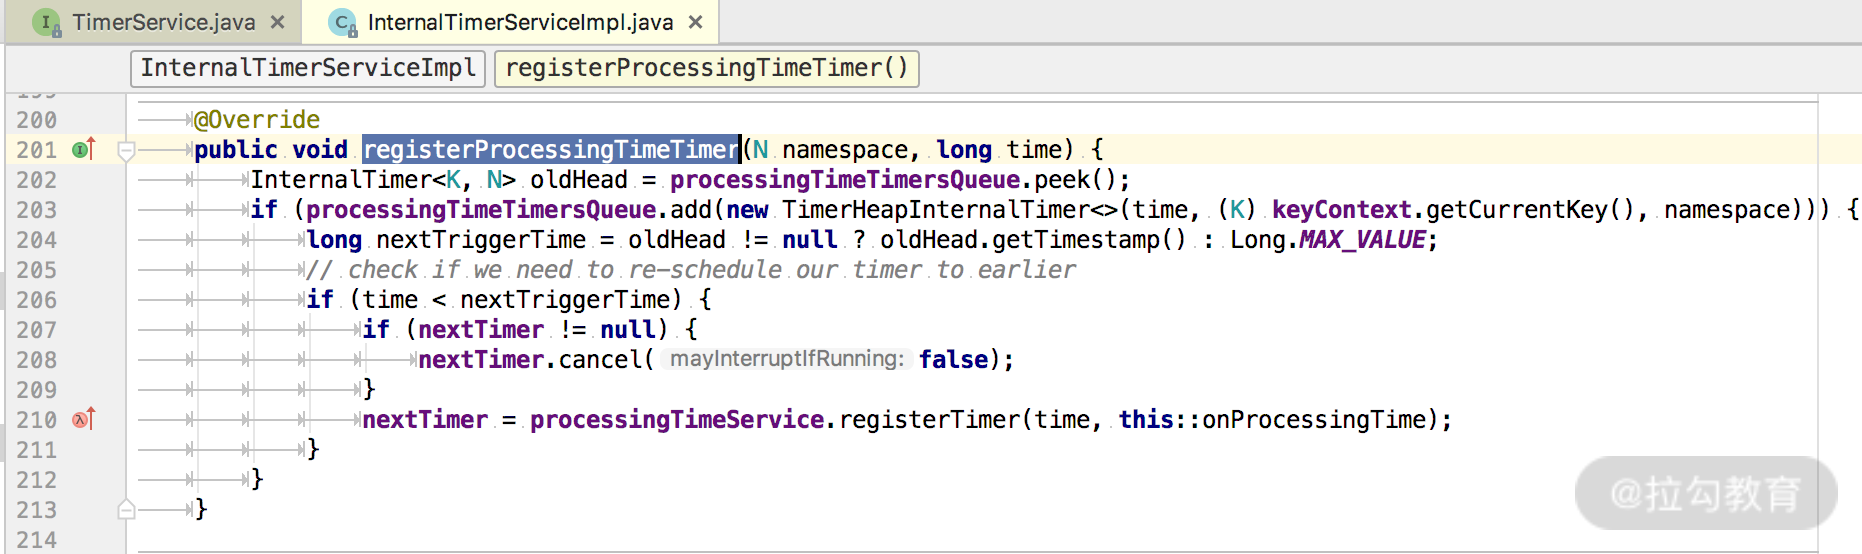 TimerService.java
InternalTimerServiceImpl.java
InternalTimerServiceImpl registerProcessingTimeTimer()
200 @Override
201 public void registerProcessingTimeTimer(N namespace, long time) {
202 InternalTimer<K, N> oldHead = processingTimeTimersQueue.peek();
203 if (processingTimeTimersQueue.add(new TimerHeapInternalTimer<>(time, (K) keyContext.getCurrentKey(), namespace))) {
204 long nextTriggerTime = oldHead != null ? oldHead.getTimestamp() : Long.MAX_VALUE;
205 // check if we need to re-schedule our timer to earlier
206 if (time < nextTriggerTime) {
207 if (nextTimer != null) {
208 nextTimer.cancel( mayInterruptIfRunning: false);
209 }
210 nextTimer = processingTimeService.registerTimer(time, this::onProcessingTime);
211 }
212 }
213 }
214
@拉勾教育